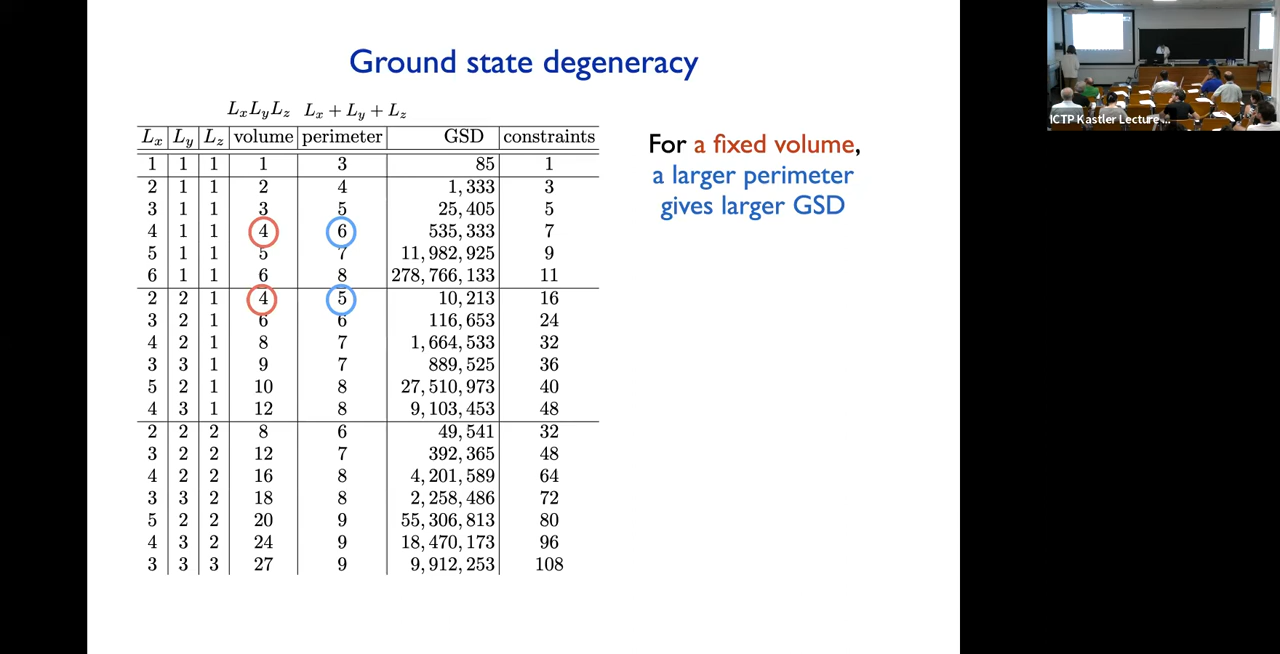 Ground state degeneracy
LxLyLz Lx + Ly + Lz
Lx Ly Lz volume perimeter GSD constraints
1 1 1 1 3 85 1
2 1 1 2 4 1,333 3
3 1 1 3 5 25,405 5
4 1 1 4 6 535,333 7
5 1 1 5 7 11,982,925 9
6 1 1 6 8 278,766,133 11
2 2 1 4 5 10,213 16
3 2 1 6 6 116,653 24
4 2 1 8 7 1,664,533 32
3 3 1 9 7 889,525 36
5 2 1 10 8 27,510,973 40
4 3 1 12 8 9,103,453 48
2 2 2 8 6 49,541 32
3 2 2 12 7 392,365 48
4 2 2 16 8 4,201,589 64
3 3 2 18 8 2,258,486 72
5 2 2 20 9 55,306,813 80
4 3 2 24 9 18,470,173 96
3 3 3 27 9 9,912,253 108
For a fixed volume,
a larger perimeter
gives larger GSD
ICTP Kastler Lecture ...